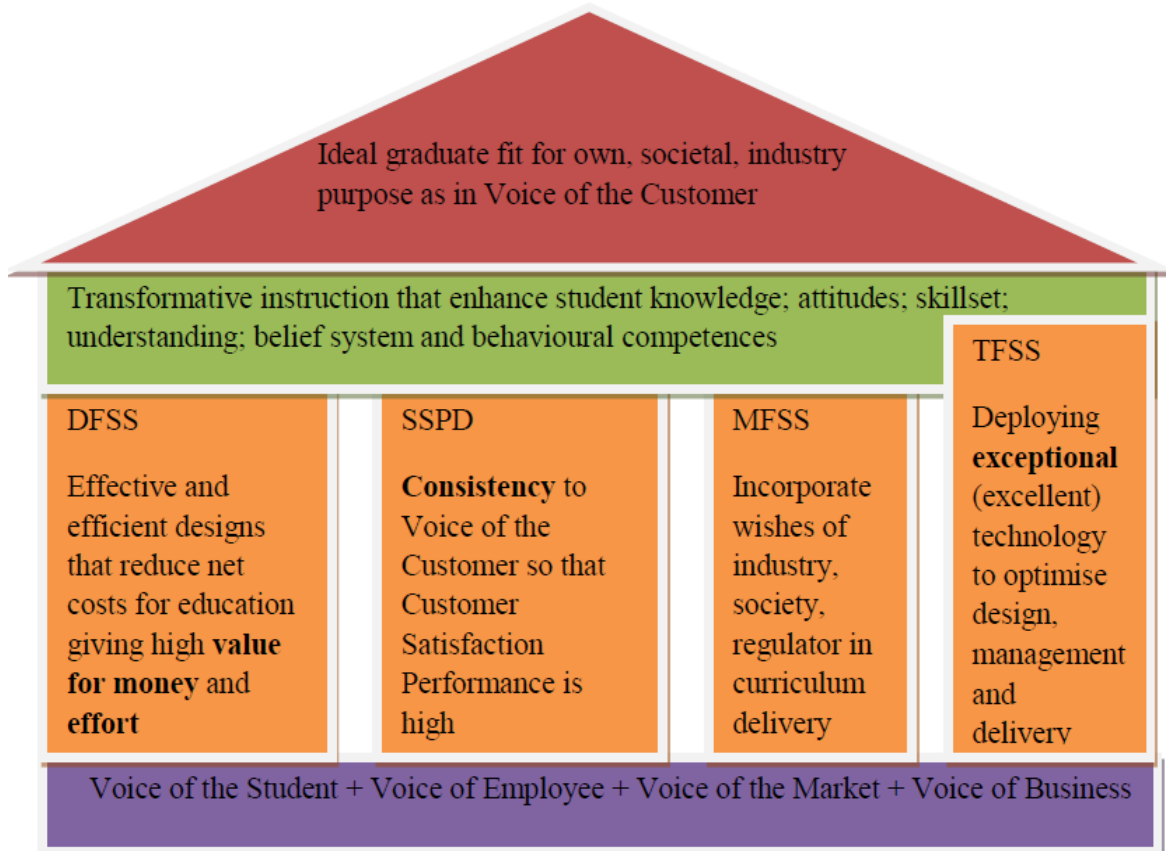 Ideal graduate fit for own, societal, industry
purpose as in Voice of the Customer
Transformative instruction that enhance student knowledge; attitudes; skillset;
understanding; belief system and behavioural competences
DFSS
Effective and
efficient designs
that reduce net
costs for education
giving high value
for money and
effort
SSPD
Consistency to
Voice of the
Customer so that
Customer
Satisfaction
Performance is
high
MFSS
Incorporate
wishes of
industry,
society,
regulator in
curriculum
delivery
TFSS
Deploying
exceptional
(excellent)
technology
to optimise
design,
management
and
delivery
Voice of the Student + Voice of Employee + Voice of the Market + Voice of Business